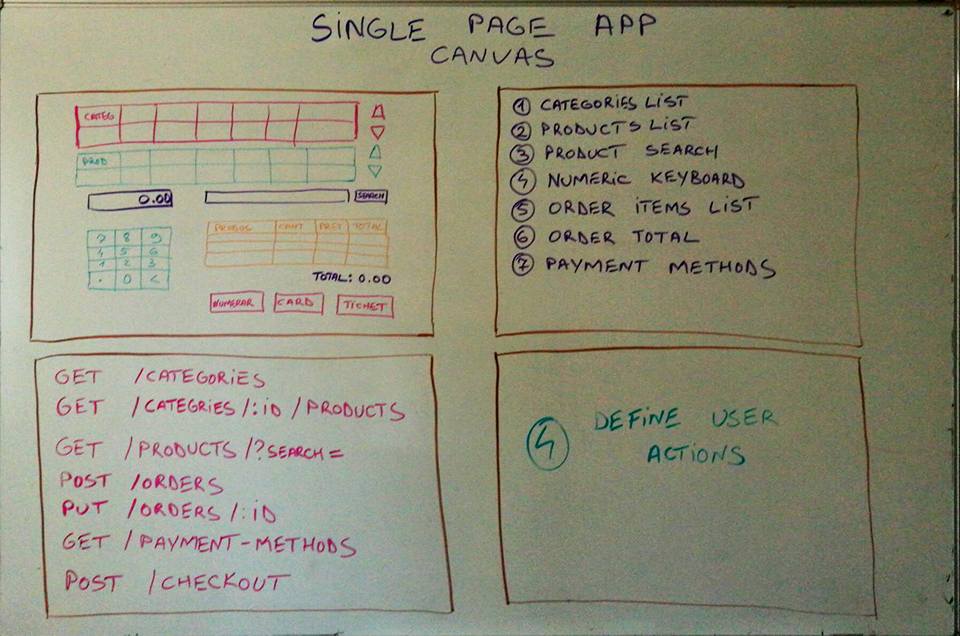 SINGLE PAGE APP
CANVAS
CATEG
PROD
0.00
SEARCH
7 8 9
4 5 6
1 2 3
. 0 <
PRODUS CANT PRET TOTAL
TOTAL: 0.00
NUMERAR CARD TICHET
1 CATEGORIES LIST
2 PRODUCTS LIST
3 PRODUCT SEARCH
4 NUMERIC KEYBOARD
5 ORDER ITEMS LIST
6 ORDER TOTAL
7 PAYMENT METHODS
GET /CATEGORIES
GET /CATEGRIES/:ID/PRODUCTS
GET /PRODUCTS/?SEARCH=
POST /ORDERS
PUT /ORDERS/:ID
GET /PAYMENT-METHODS
POST /CHECKOUT
4 DEFINE USER
ACTIONS